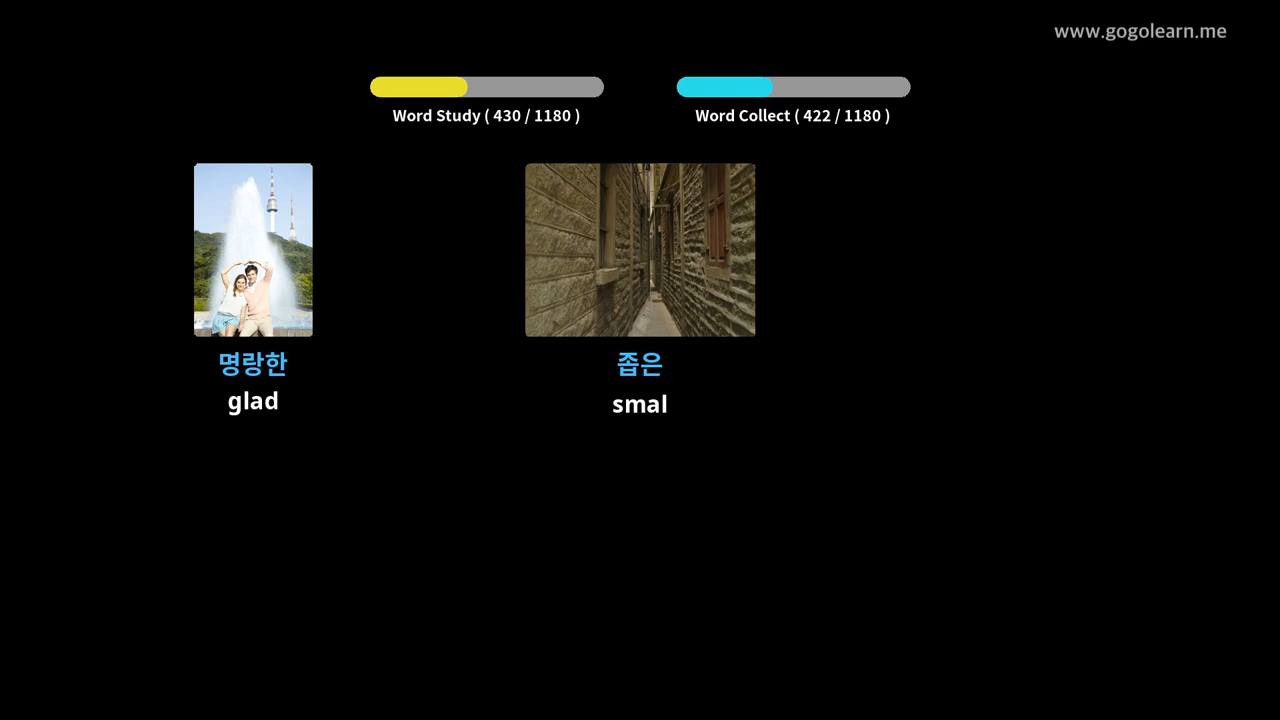 www.gogolearn.me
Word Study ( 430 / 1180 )
Word Collect ( 422 / 1180 )
명랑한
glad
좁은
smal